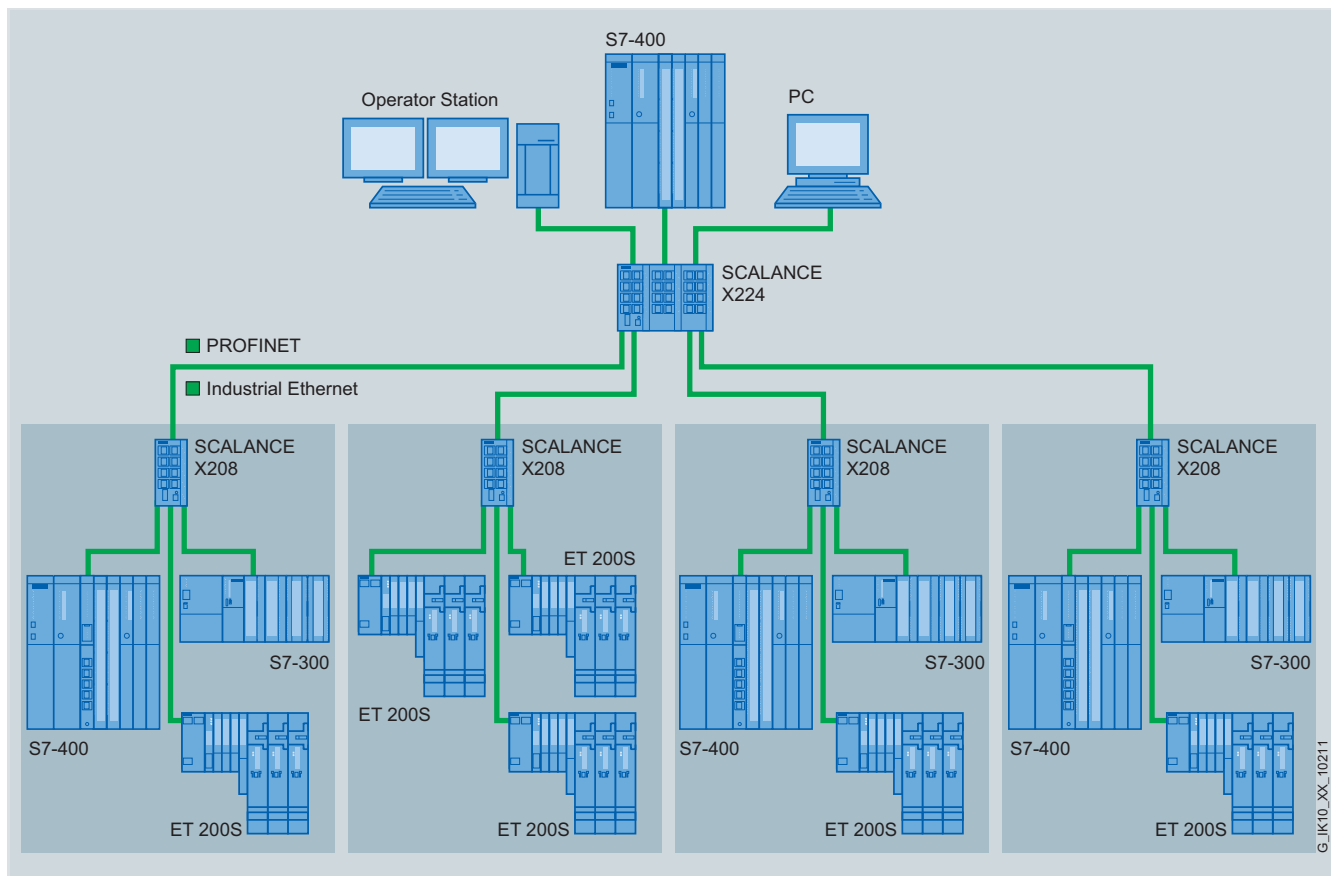 S7-400
Operator Station
PC
SCALANCE
X224
PROFINET
Industrial Ethernet
SCALANCE
X208
S7-400
S7-300
ET 200S
SCALANCE
X208
ET 200S
ET 200S
ET 200S
SCALANCE
X208
S7-400
S7-300
ET 200S
SCALANCE
X208
S7-400
S7-300
ET 200S
G_IK10_XX_10211